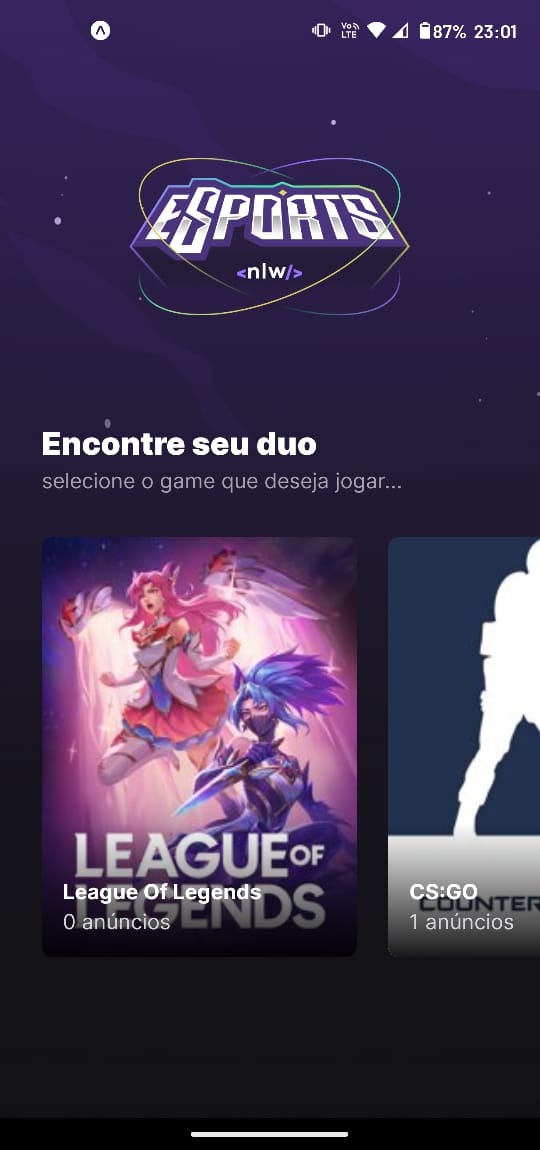 Vo LTE 87% 23:01
ESPORTS
<nlw/>
Encontre seu duo
selecione o game que deseja jogar...
LEAGUE OF
LEGENDS
League Of Legends
0 anúncios
COUNTER
CS:GO
1 anúncios